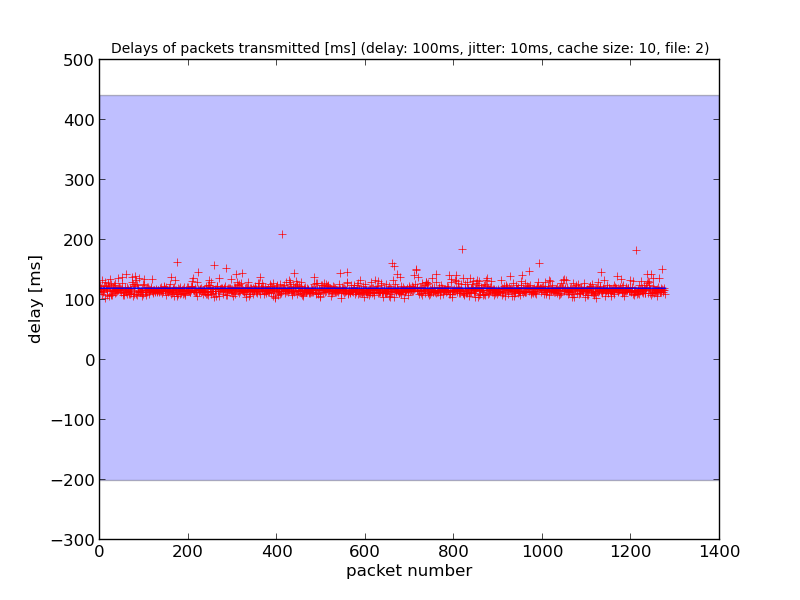 Delays of packets transmitted [ms] (delay: 100ms, jitter: 10ms, cache size: 10, file: 2)
500
400
300
200
100
0
−100
−200
−300
delay [ms]
0 200 400 600 800 1000 1200 1400
packet number